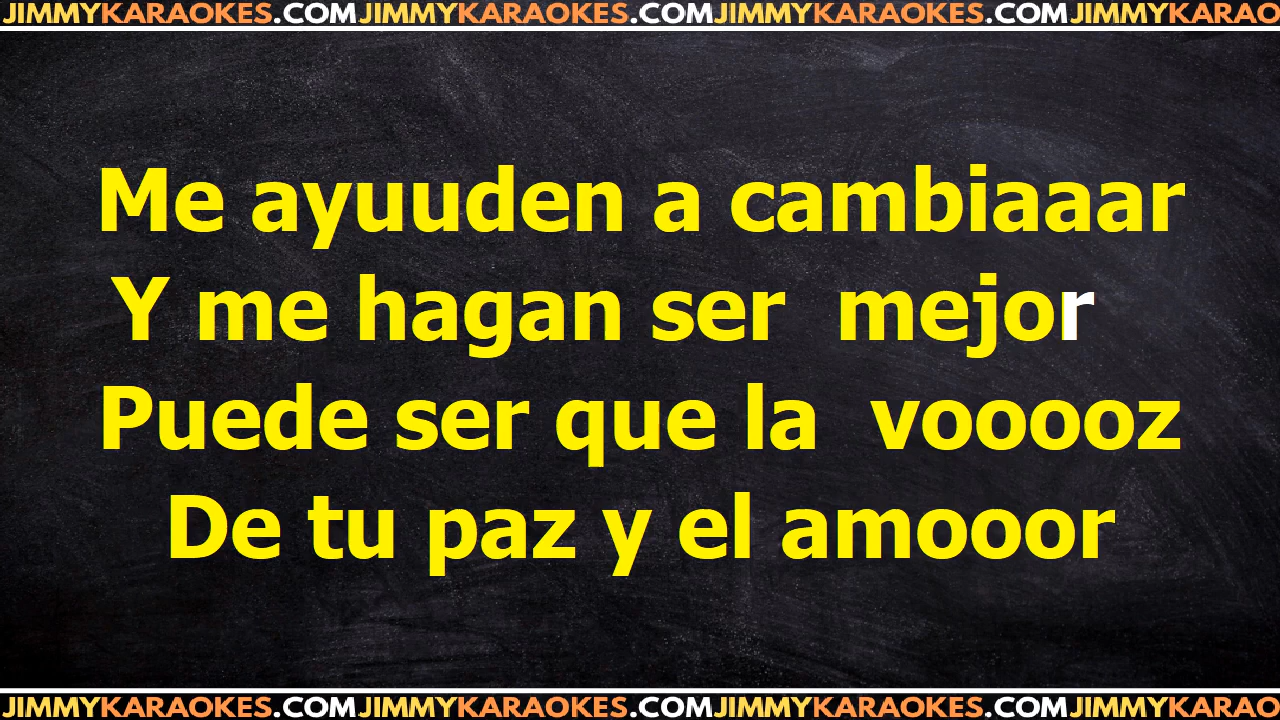 JIMMYKARAOKES.COMJIMMYKARAOKES.COMJIMMYKARAOKES.COMJIMMYKARAO
Me ayuuden a cambiaaar
Y me hagan ser mejor
Puede ser que la vooooz
De tu paz y el amooor
JIMMYKARAOKES.COMJIMMYKARAOKES.COMJIMMYKARAOKES.COMJIMMYKARAO